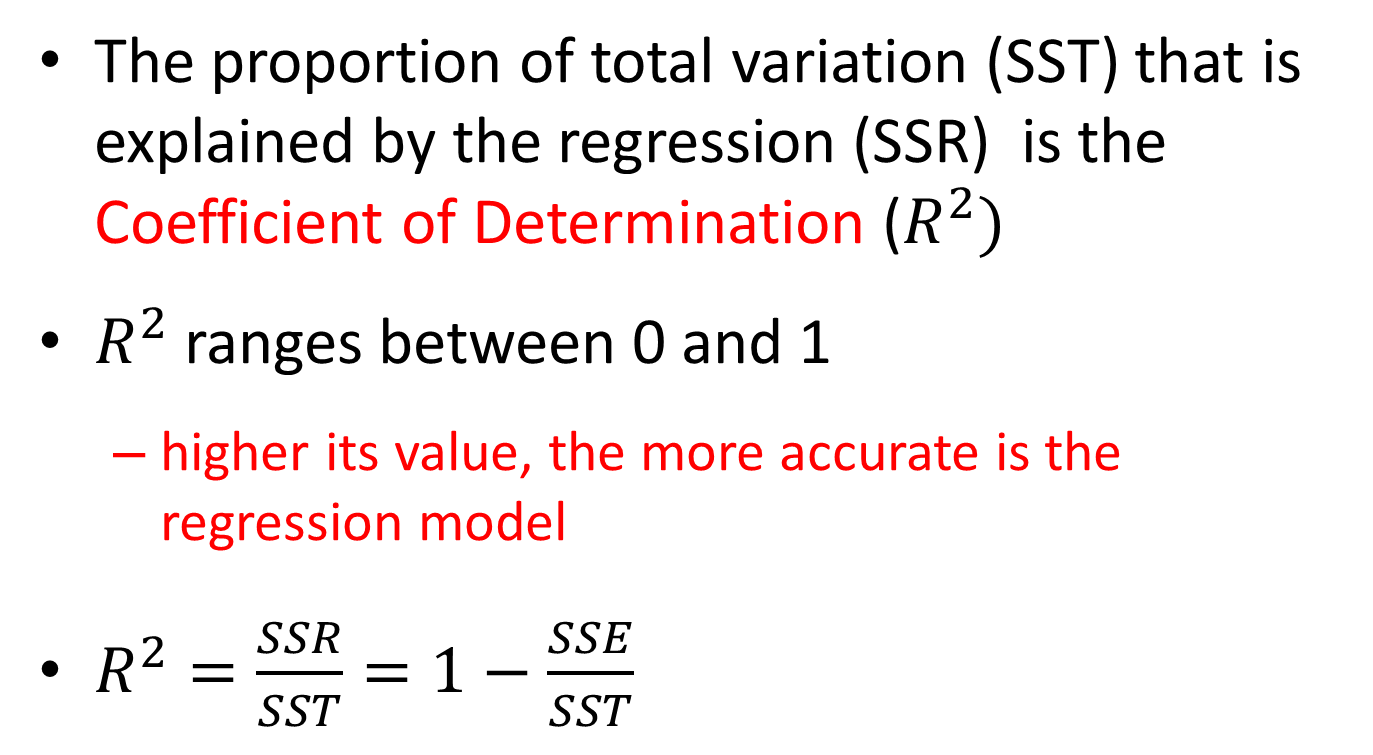 • The proportion of total variation (SST) that is
explained by the regression (SSR)  is the
Coefficient of Determination (𝑅²)
• 𝑅² ranges between 0 and 1
– higher its value, the more accurate is the
regression model
• 𝑅² = 𝑆𝑆𝑅/𝑆𝑆𝑇 = 1 − 𝑆𝑆𝐸/𝑆𝑆𝑇